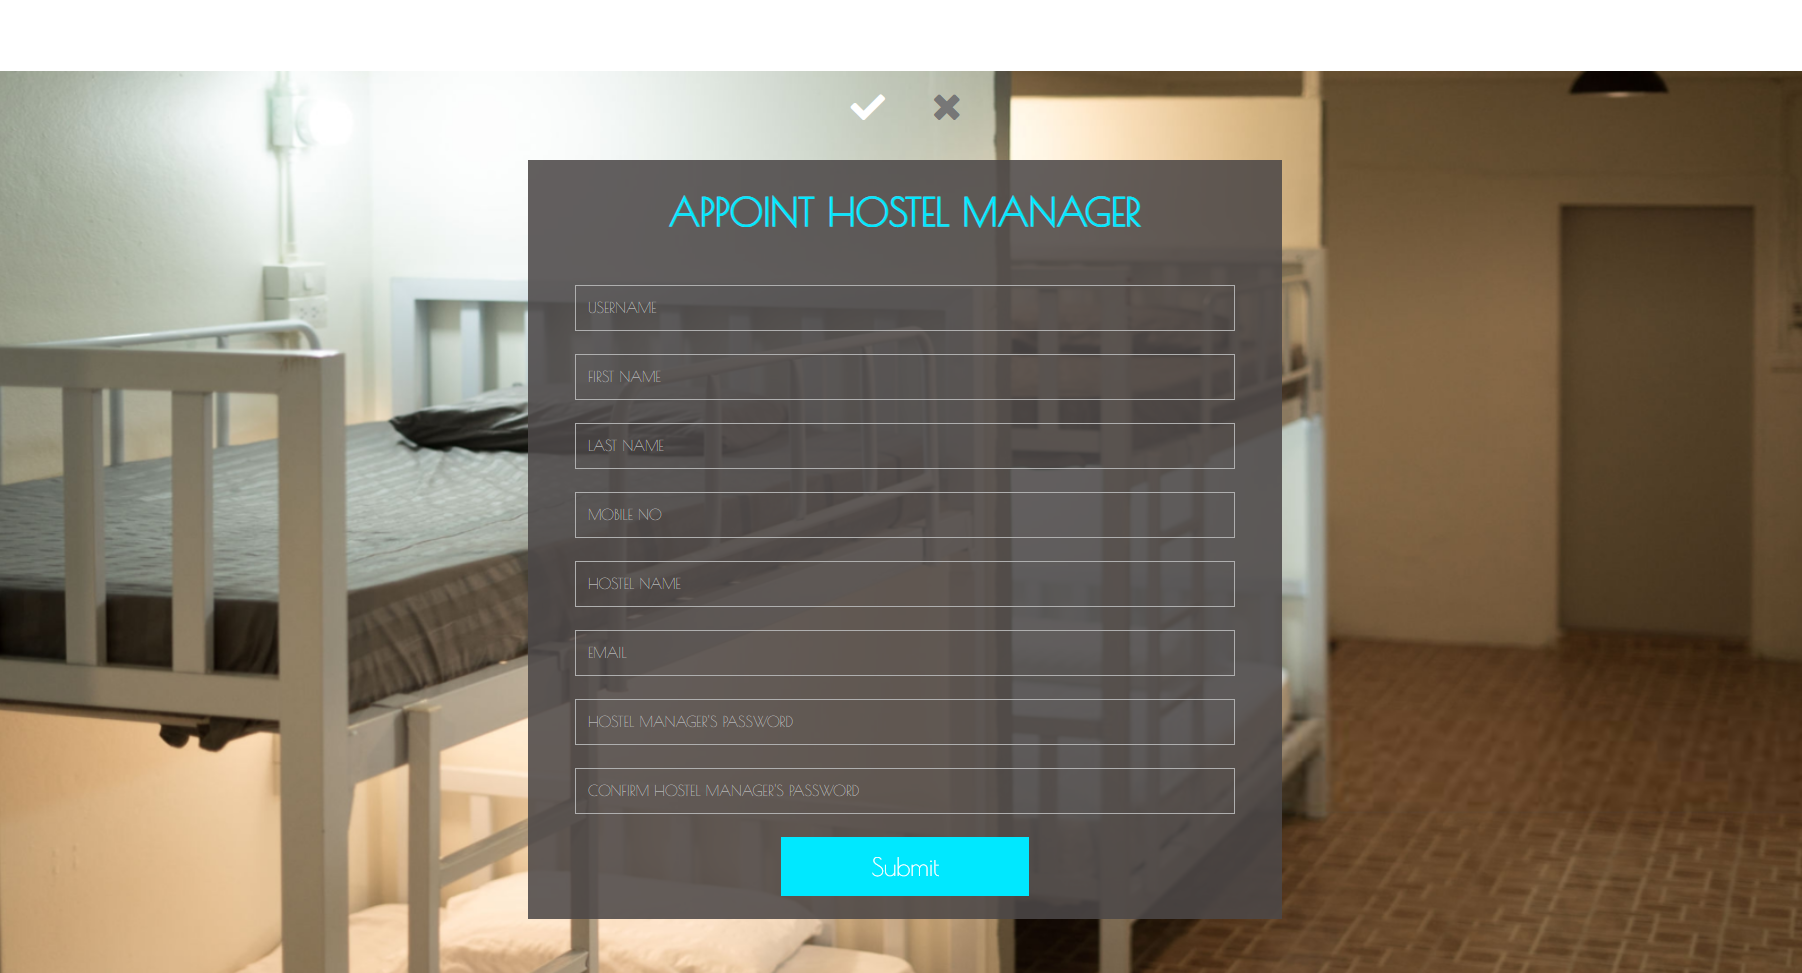 APPOINT HOSTEL MANAGER
USERNAME
FIRST NAME
LAST NAME
MOBILE NO
HOSTEL NAME
EMAIL
HOSTEL MANAGER'S PASSWORD
CONFIRM HOSTEL MANAGER'S PASSWORD
Submit